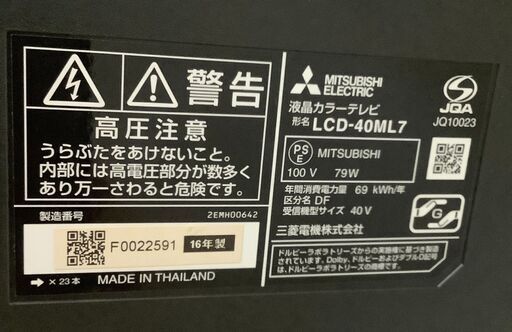 警告
高圧注意
うらぶたをあけないこと。
内部には高電圧部分が数多く
あり万一さわると危険です。
製造番号
2EMH00642
F0022591
16年製
→ × 23本
MADE IN THAILAND
MITSUBISHI
ELECTRIC
液晶カラーテレビ
形名 LCD-40ML7
JQA
JQ10023
PS
E
MITSUBISHI
100 V 79W
年間消費電力量 69 kWh/年
区分名 DF
受信機型サイズ 40V
三菱電機株式会社
G
ドルビーラボラトリーズからの実施権に基づき製造
されています。Dolby、ドルビーおよびダブルD記号
は、ドルビーラボラトリーズの商標です。